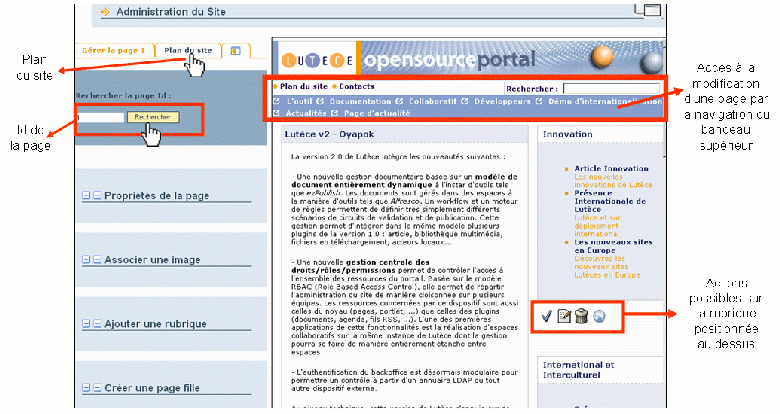 Administration du Site
Gérer la page 1
Plan du site
Plan
du site
LUTECE opensourceportal
Plan du site
Contacts
Rechercher :
L'outil
Documentation
Collaboratif
Développeurs
Démo d'internationalisation
Actualités
Page d'actualité
Accès à la
modification
d'une page par
la navigation du
bandeau
supérieur
Rechercher la page Id :
Rechercher
Id de
la page
Propriétés de la page
Associer une image
Ajouter une rubrique
Créer une page fille
Lutèce v2 - Oyapok
La version 2.0 de Lutèce intègre les nouveautés suivantes :
- Une nouvelle gestion documentaire basée sur un modèle de
document entièrement dynamique à l'instar d'outils tels
que ezPublish. Les documents sont gérés dans des espaces à
la manière d'outils tels que Alfresco. Un workflow et un moteur
de règles permettent de définir très simplement différents
scénarios de circuits de validation et de publication. Cette
gestion permet d'intégrer dans le même modèle plusieurs
plugins de la version 1.0 : article, bibliothèque multimédia,
fichiers en téléchargement, acteurs locaux...
- Une nouvelle gestion centrale des
droits/rôles/permissions permet de contrôler l'accès à
l'ensemble des ressources du portail. Basée sur le modèle
RBAC (Role Based Access Control), elle permet de répartir
l'administration du site de manière cloisonnée sur plusieurs
équipes. Les ressources concernées par ce dispositif sont aussi
celles du noyau (pages, portlet, ...) que celles des plugins
(documents, agenda, fils RSS, ...). L'une des premières
applications de cette fonctionnalités est la réalisation d'espaces
collaboratifs sur la même instance de Lutèce dont la gestion
pourra se faire de manière entièrement étanche entre
espaces
- L'authentification du backoffice est désormais modulaire pour
permettre un contrôle à partir d'un annuaire LDAP ou tout
autre dispositif externe.
Innovation
Article Innovation
Les nouvelles
innovations de Lutèce
Présence
Internationale de
Lutèce
Lutèce et son
déploiement
international
Les nouveaux sites
en Europe
Découvrez les
nouveaux sites
Lutèces en Europe
Actions
possibles sur
la rubrique
positionnée
au dessus
International et
Interculturel